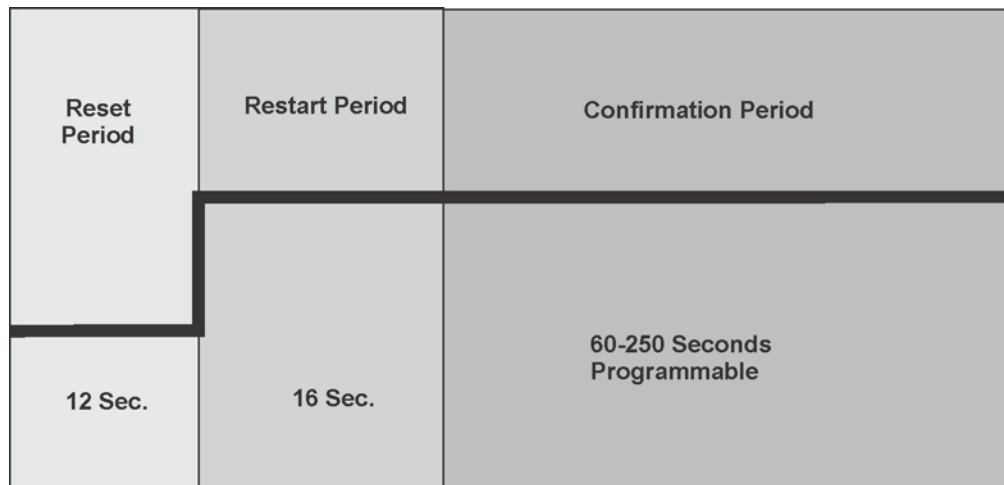 Reset
Period
Restart Period
Confirmation Period
12 Sec.
16 Sec.
60-250 Seconds
Programmable